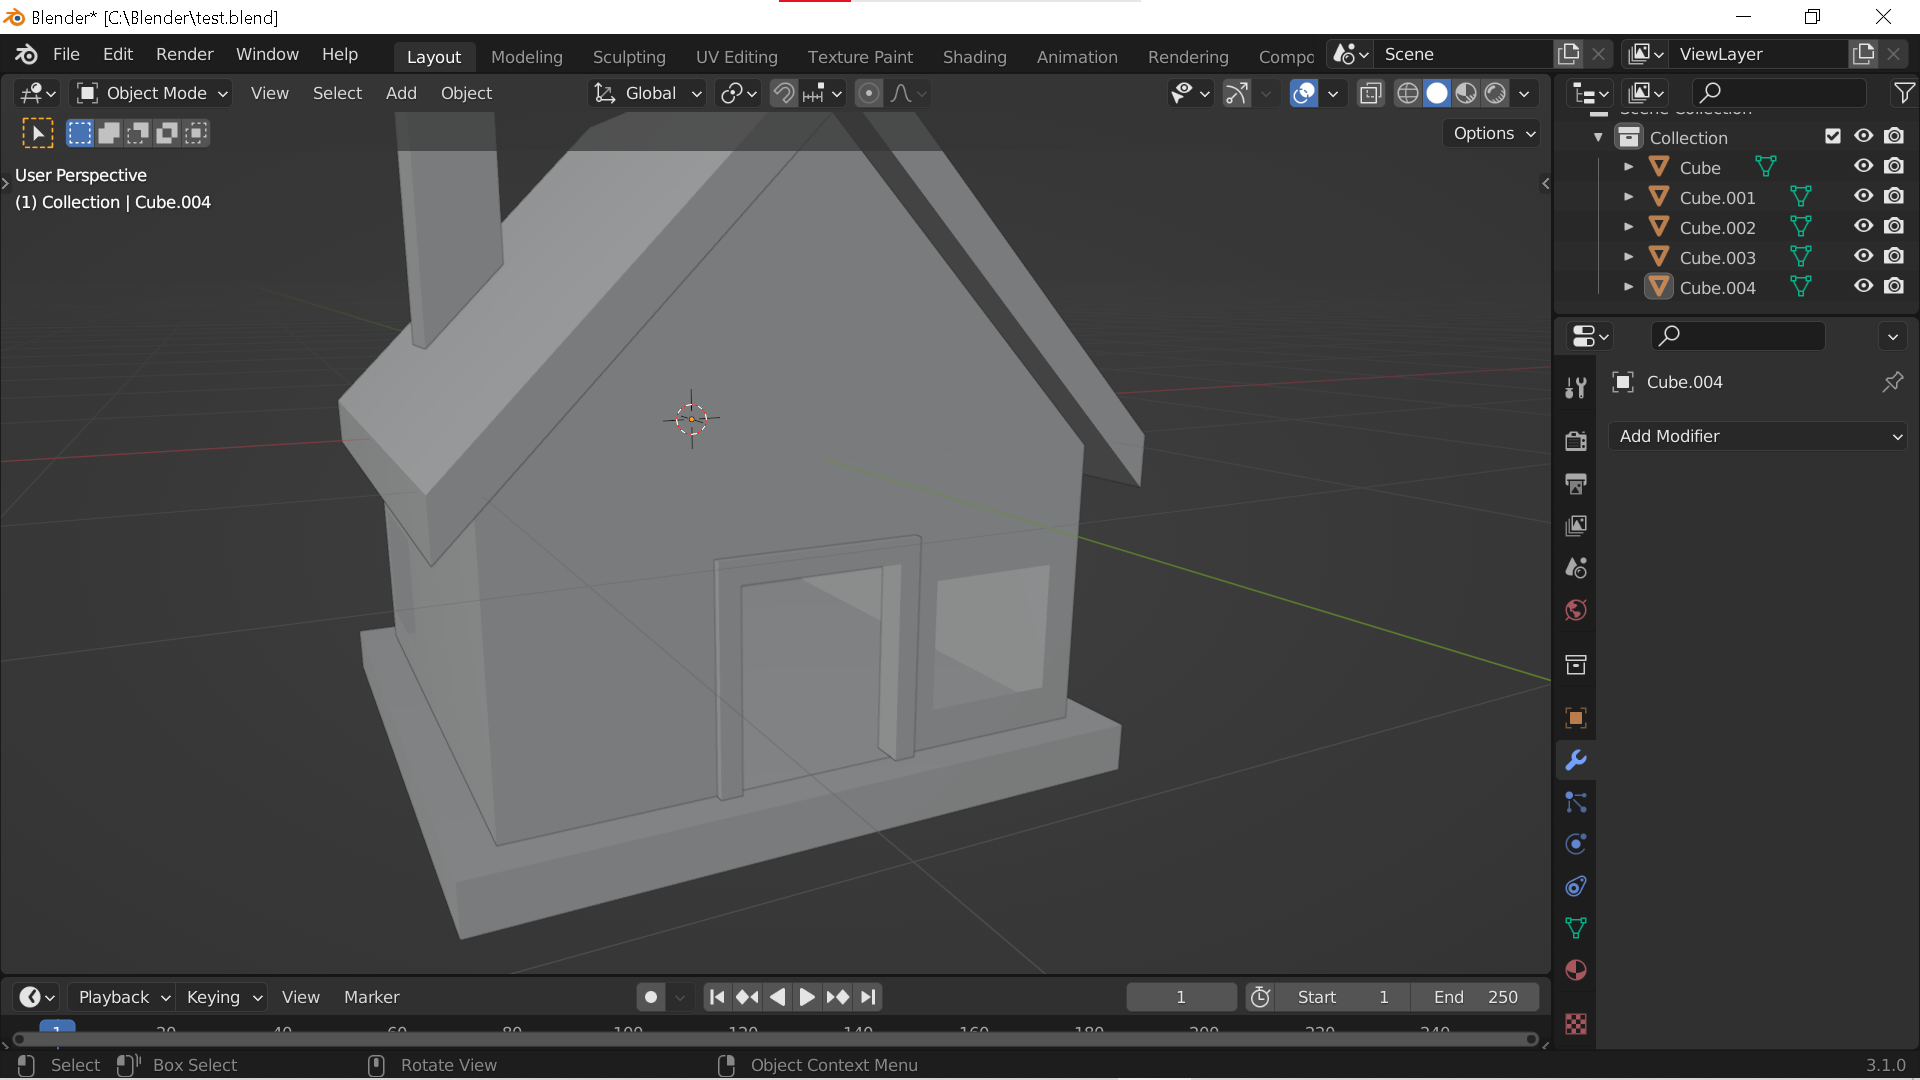 Blender* [C:\Blender\test.blend]
File Edit Render Window Help Layout Modeling Sculpting UV Editing Texture Paint Shading Animation Rendering Compo Scene ViewLayer
Object Mode View Select Add Object Global
Options
User Perspective
(1) Collection | Cube.004
Scene Collection
Collection
Cube
Cube.001
Cube.002
Cube.003
Cube.004
Cube.004
Add Modifier
Playback Keying View Marker 1 Start 1 End 250
1 20 40 60 80 100 120 140 160 180 200 220 240
Select Box Select Rotate View Object Context Menu 3.1.0